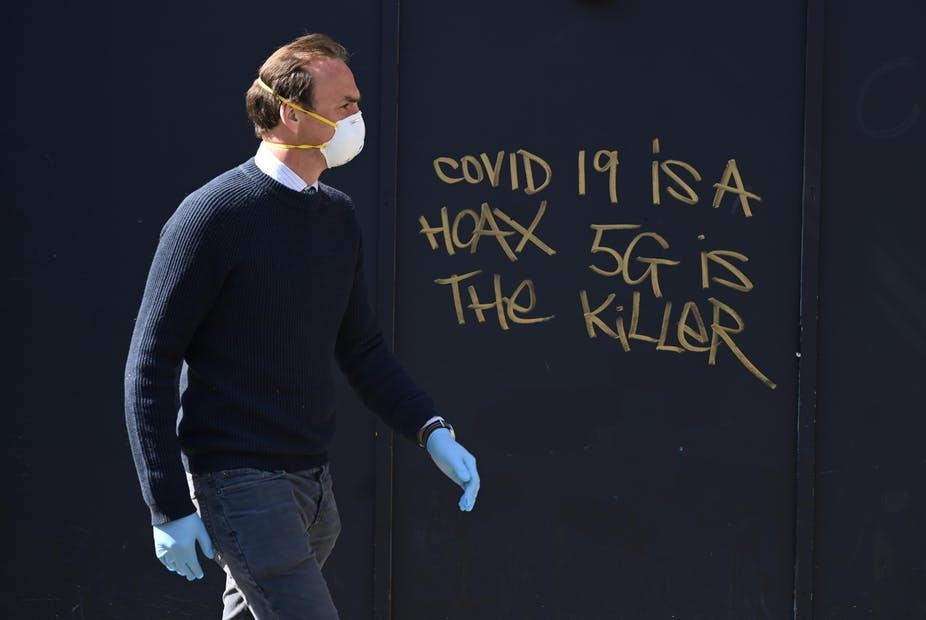 COVID 19 iS A
HOAX 5G iS
THe KiLLeR